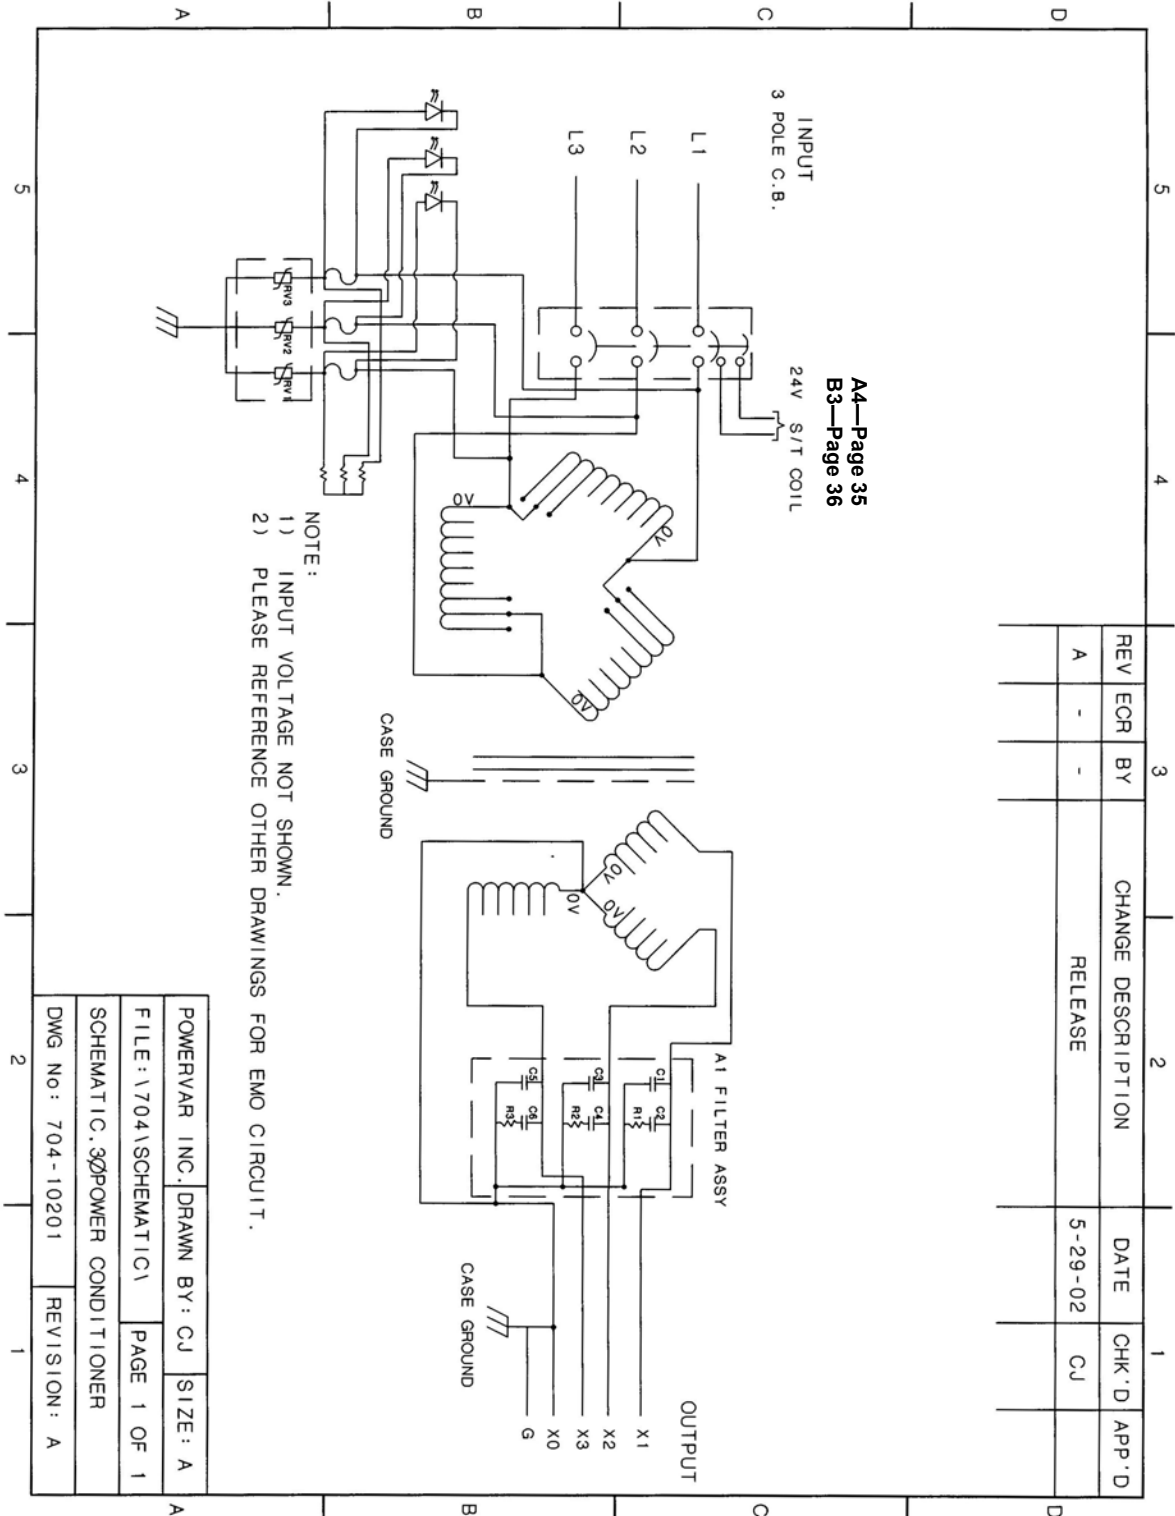 5 4 3 2 1
D
C
B
A
REV ECR BY CHANGE DESCRIPTION DATE CHK'D APP'D
A - - RELEASE 5-29-02 CJ
A4—Page 35
B3—Page 36
INPUT
3 POLE C.B.
24V S/T COIL
L1
L2
L3
0V
0V
0V
RV3
RV2
RV1
CASE GROUND
0V
0V
0V
A1 FILTER ASSY
C1 C2
R1
C3 C4
R2
C5 C6
R3
OUTPUT
X1
X2
X3
X0
G
CASE GROUND
NOTE:
1) INPUT VOLTAGE NOT SHOWN.
2) PLEASE REFERENCE OTHER DRAWINGS FOR EMO CIRCUIT.
POWERVAR INC. DRAWN BY: CJ SIZE: A
FILE:\704\SCHEMATIC\ PAGE 1 OF 1
SCHEMATIC, 3ØPOWER CONDITIONER
DWG No: 704-10201 REVISION: A
D
C
B
A
5 4 3 2 1